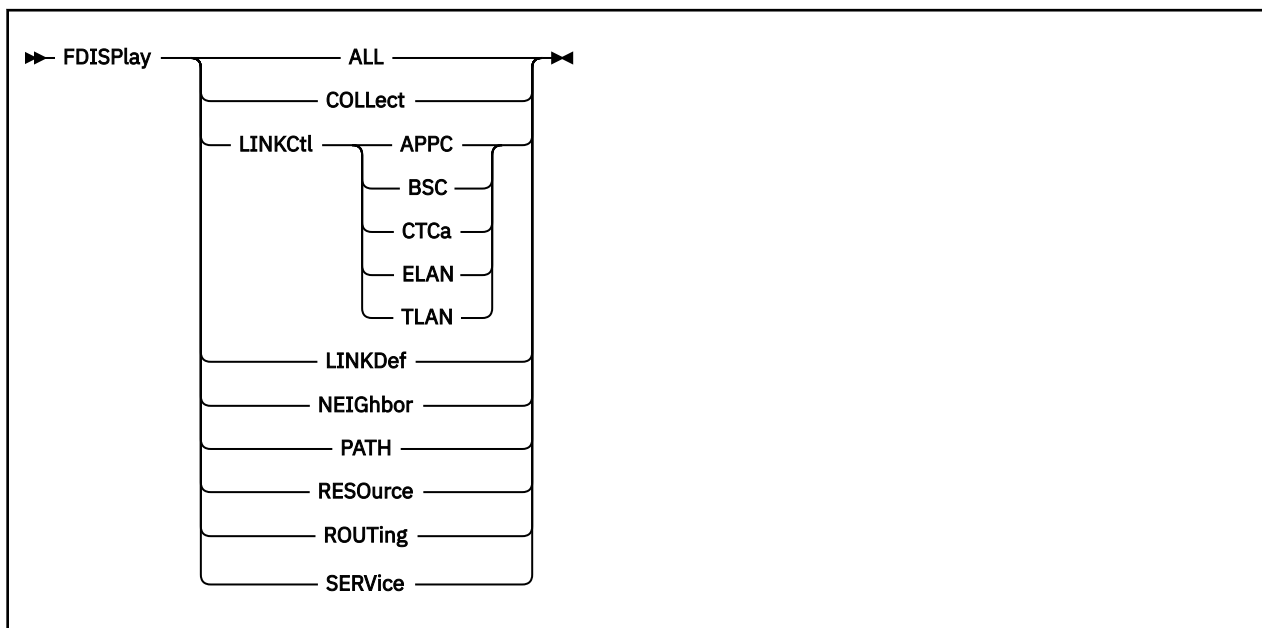 FDISPlay ALL
COLLect
LINKCtl APPC
BSC
CTCa
ELAN
TLAN
LINKDef
NEIGhbor
PATH
RESOurce
ROUTing
SERVice